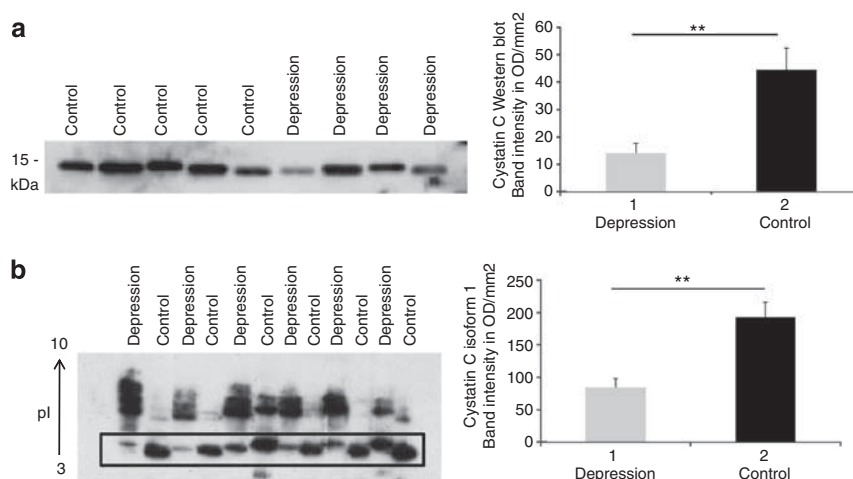 a
Control
Control
Control
Control
Control
Depression
Depression
Depression
Depression
15 -
kDa
Cystatin C Western blot
Band intensity in OD/mm2
60
50
40
30
20
10
0
**
1
2
Depression
Control
b
Depression
Control
Depression
Control
Depression
Control
Depression
Control
Depression
Control
Depression
Control
10
pI
3
Cystatin C isoform 1
Band intensity in OD/mm2
250
200
150
100
50
0
**
1
2
Depression
Control